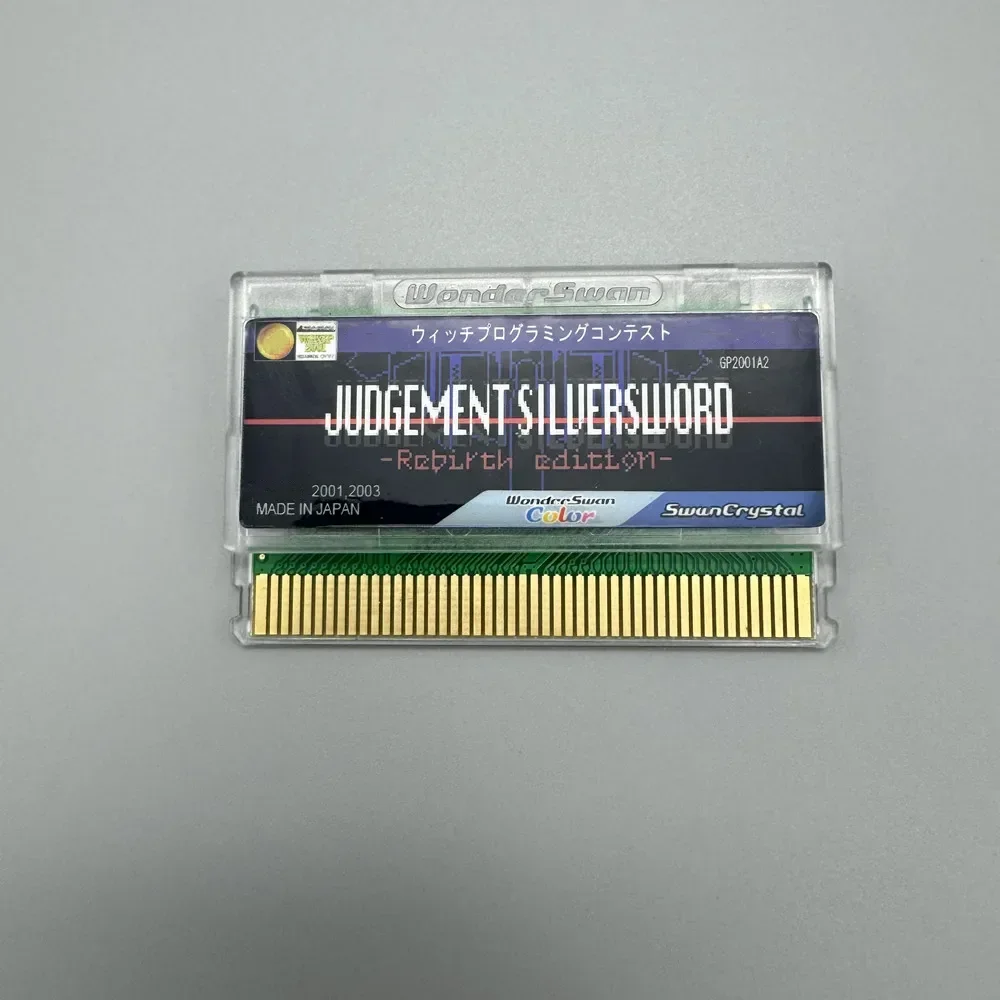 WonderSwan
ウィッチプログラミングコンテスト
GP2001A2
JUDGEMENT SILVERSWORD
-Rebirth edition-
2001,2003
MADE IN JAPAN
WonderSwan
Color
SwanCrystal